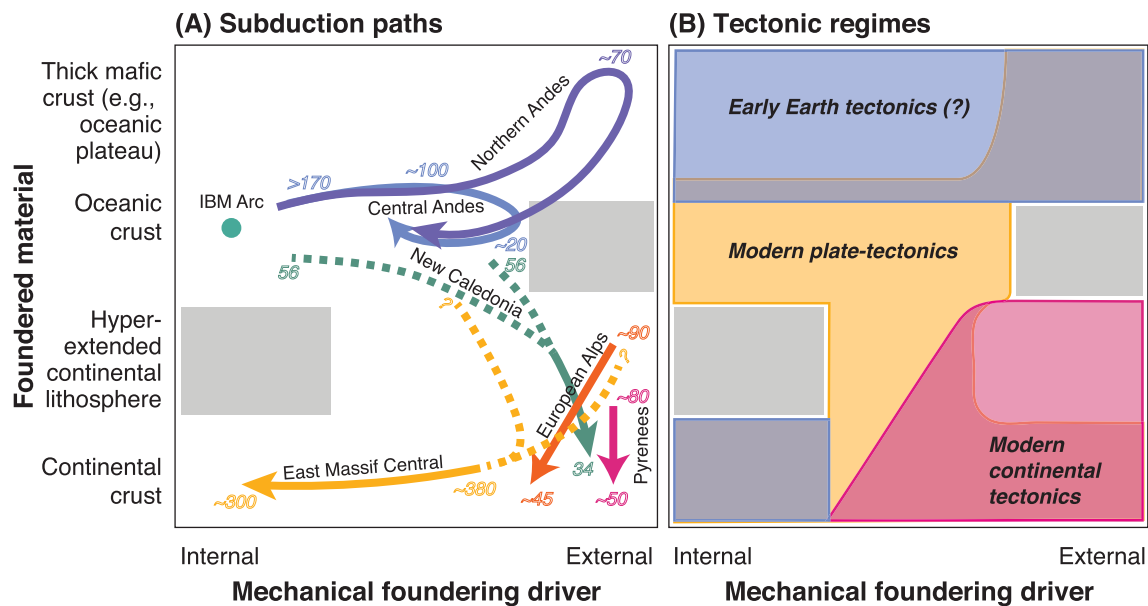 (A) Subduction paths
(B) Tectonic regimes
Foundered material
Thick mafic
crust (e.g.,
oceanic
plateau)
Oceanic
crust
Hyper-
extended
continental
lithosphere
Continental
crust
~70
Northern Andes
~100
>170
IBM Arc
Central Andes
~20
56
56
New Caledonia
?
~90
?
European Alps
~80
Pyrenees
34
East Massif Central
~380
~300
~45
~50
Internal
External
Mechanical foundering driver
Early Earth tectonics (?)
Modern plate-tectonics
Modern
continental
tectonics
Internal
External
Mechanical foundering driver